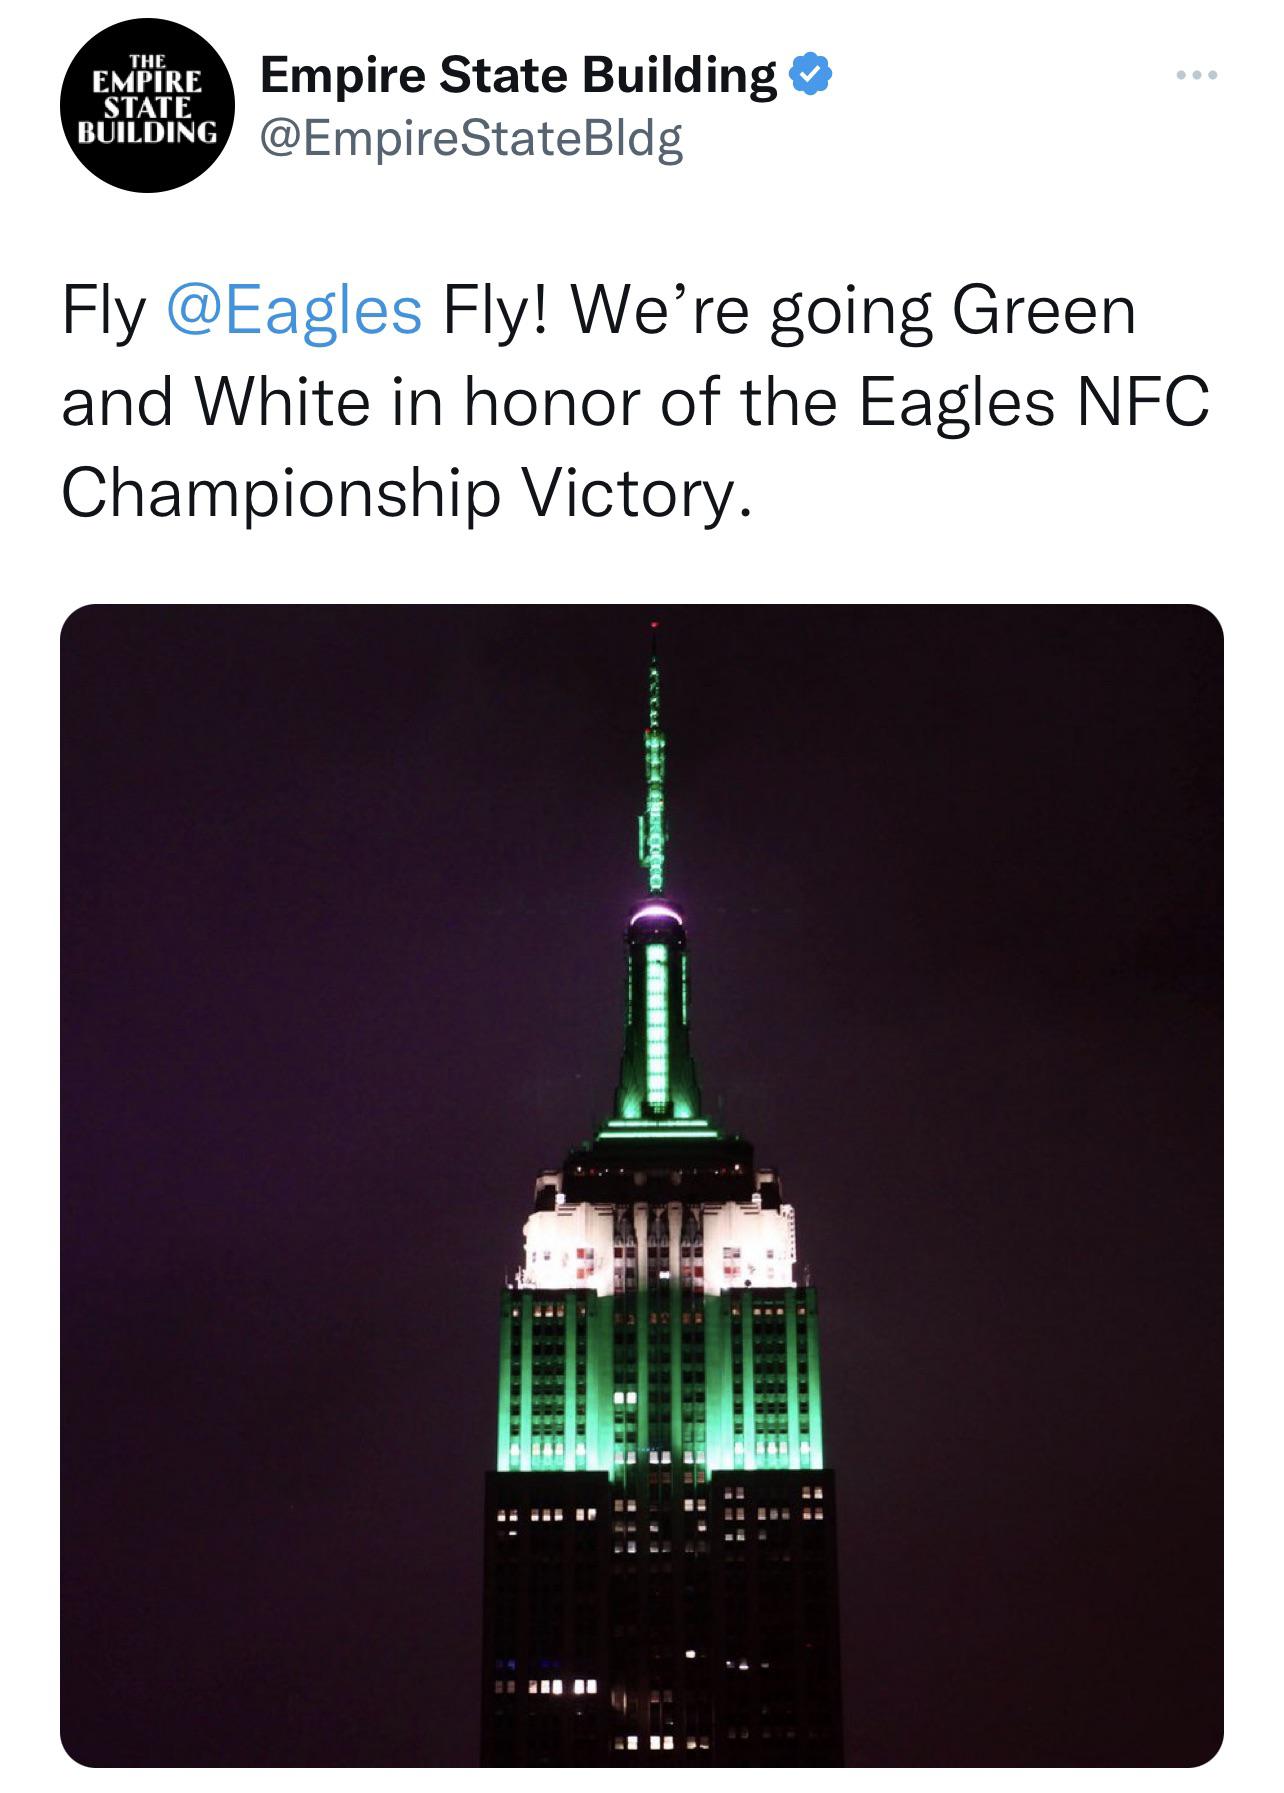 THE
EMPIRE
STATE
BUILDING
Empire State Building
@EmpireStateBldg
Fly @Eagles Fly! We’re going Green
and White in honor of the Eagles NFC
Championship Victory.